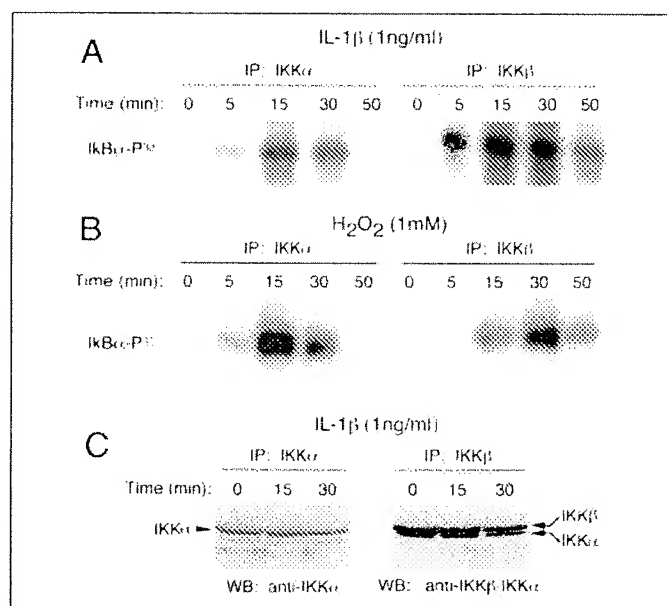 A
IL-1β (1ng/ml)
IP: IKKα IP: IKKβ
Time (min): 0 5 15 30 50 0 5 15 30 50
IkBα-P³²
B
H₂O₂ (1mM)
IP: IKKα IP: IKKβ
Time (min): 0 5 15 30 50 0 5 15 30 50
IkBα-P
C
IL-1β (1ng/ml)
IP: IKKα IP: IKKβ
Time (min): 0 15 30 0 15 30
IKKα IKKβ
IKKα
WB: anti-IKKα WB: anti-IKKβ-IKKα